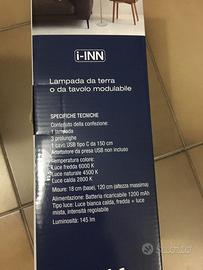 i-INN
Lampada da terra
o da tavolo modulabile
SPECIFICHE TECNICHE
Contenuto della confezione:
1 lampada
3 prolunghe
1 cavo USB tipo C da 150 cm
Adattatore da presa USB non incluso
Temperatura colore:
Luce fredda 6000 K
Luce naturale 4500 K
Luce calda 2800 K
Misure: 18 cm (base), 120 cm (altezza massima)
Alimentazione: Batteria ricaricabile 1200 mAh
Tipo luce: Luce bianca calda, fredda + luce
mista, intensità regolabile
Luminosità: 145 lm
subito.it